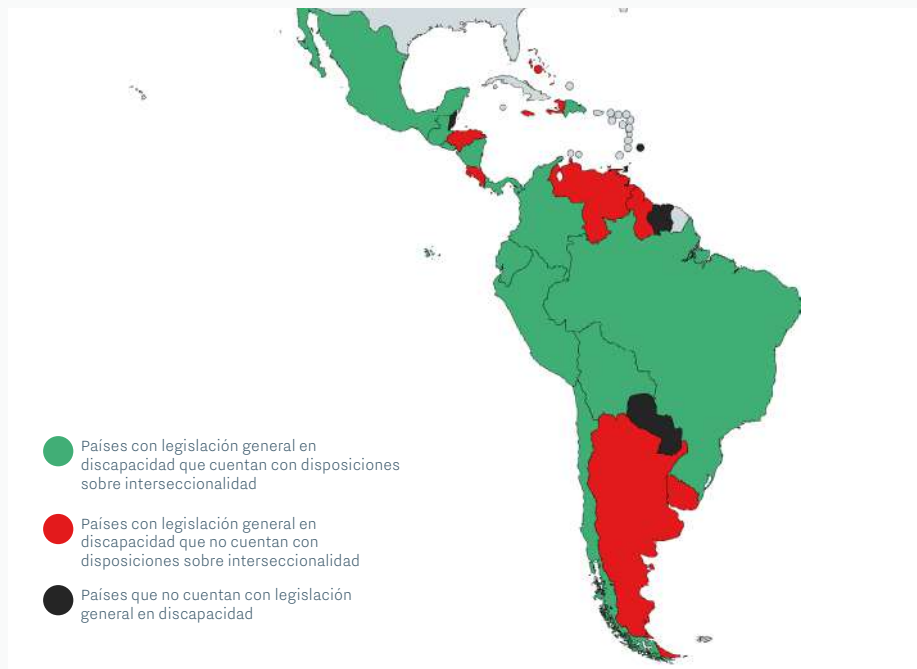 Países con legislación general en
discapacidad que cuentan con disposiciones
sobre interseccionalidad
Países con legislación general en
discapacidad que no cuentan con
disposiciones sobre interseccionalidad
Países que no cuentan con legislación
general en discapacidad